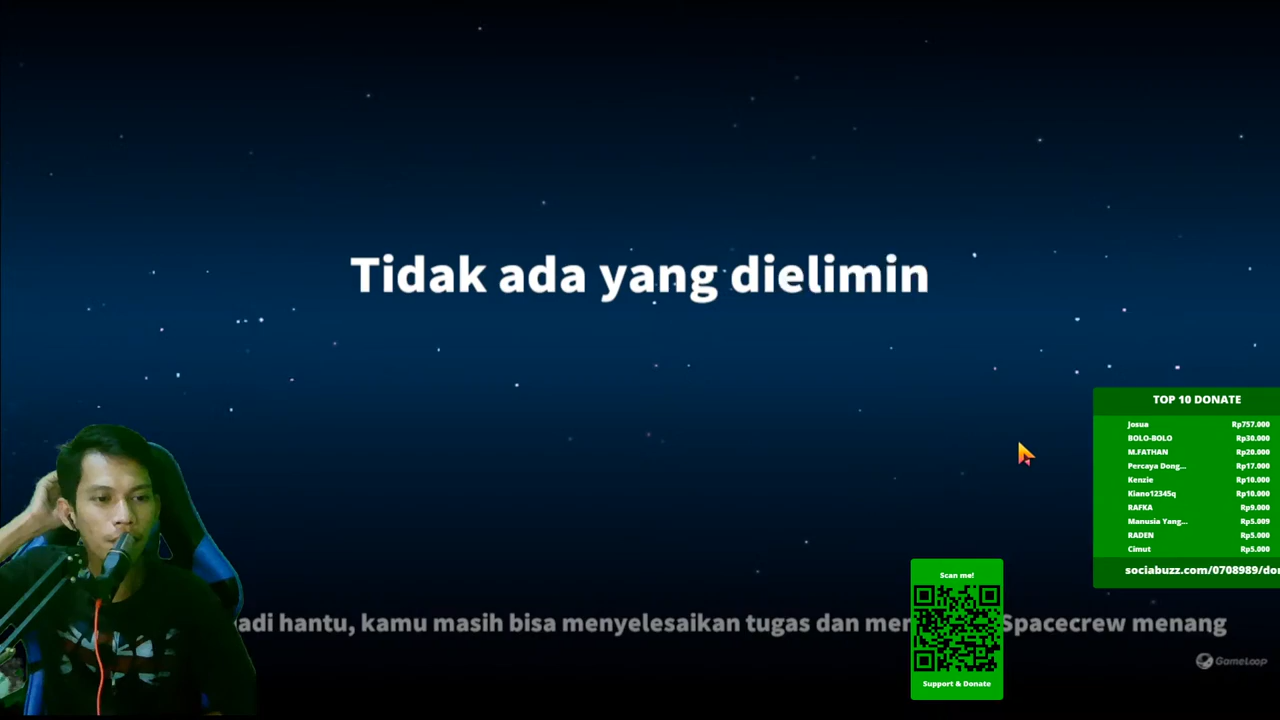 Tidak ada yang dielimin
TOP 10 DONATE
Josua Rp757.000
BOLO-BOLO Rp30.000
M.FATHAN Rp20.000
Percaya Dong... Rp17.000
Kenzie Rp10.000
Kiano12345q Rp10.000
RAFKA Rp9.000
Manusia Yang... Rp5.009
RADEN Rp5.000
Cimut Rp5.000
sociabuzz.com/0708989/do
Scan me!
adi hantu, kamu masih bisa menyelesaikan tugas dan mem Spacecrew menang
GameLoop
Support & Donate